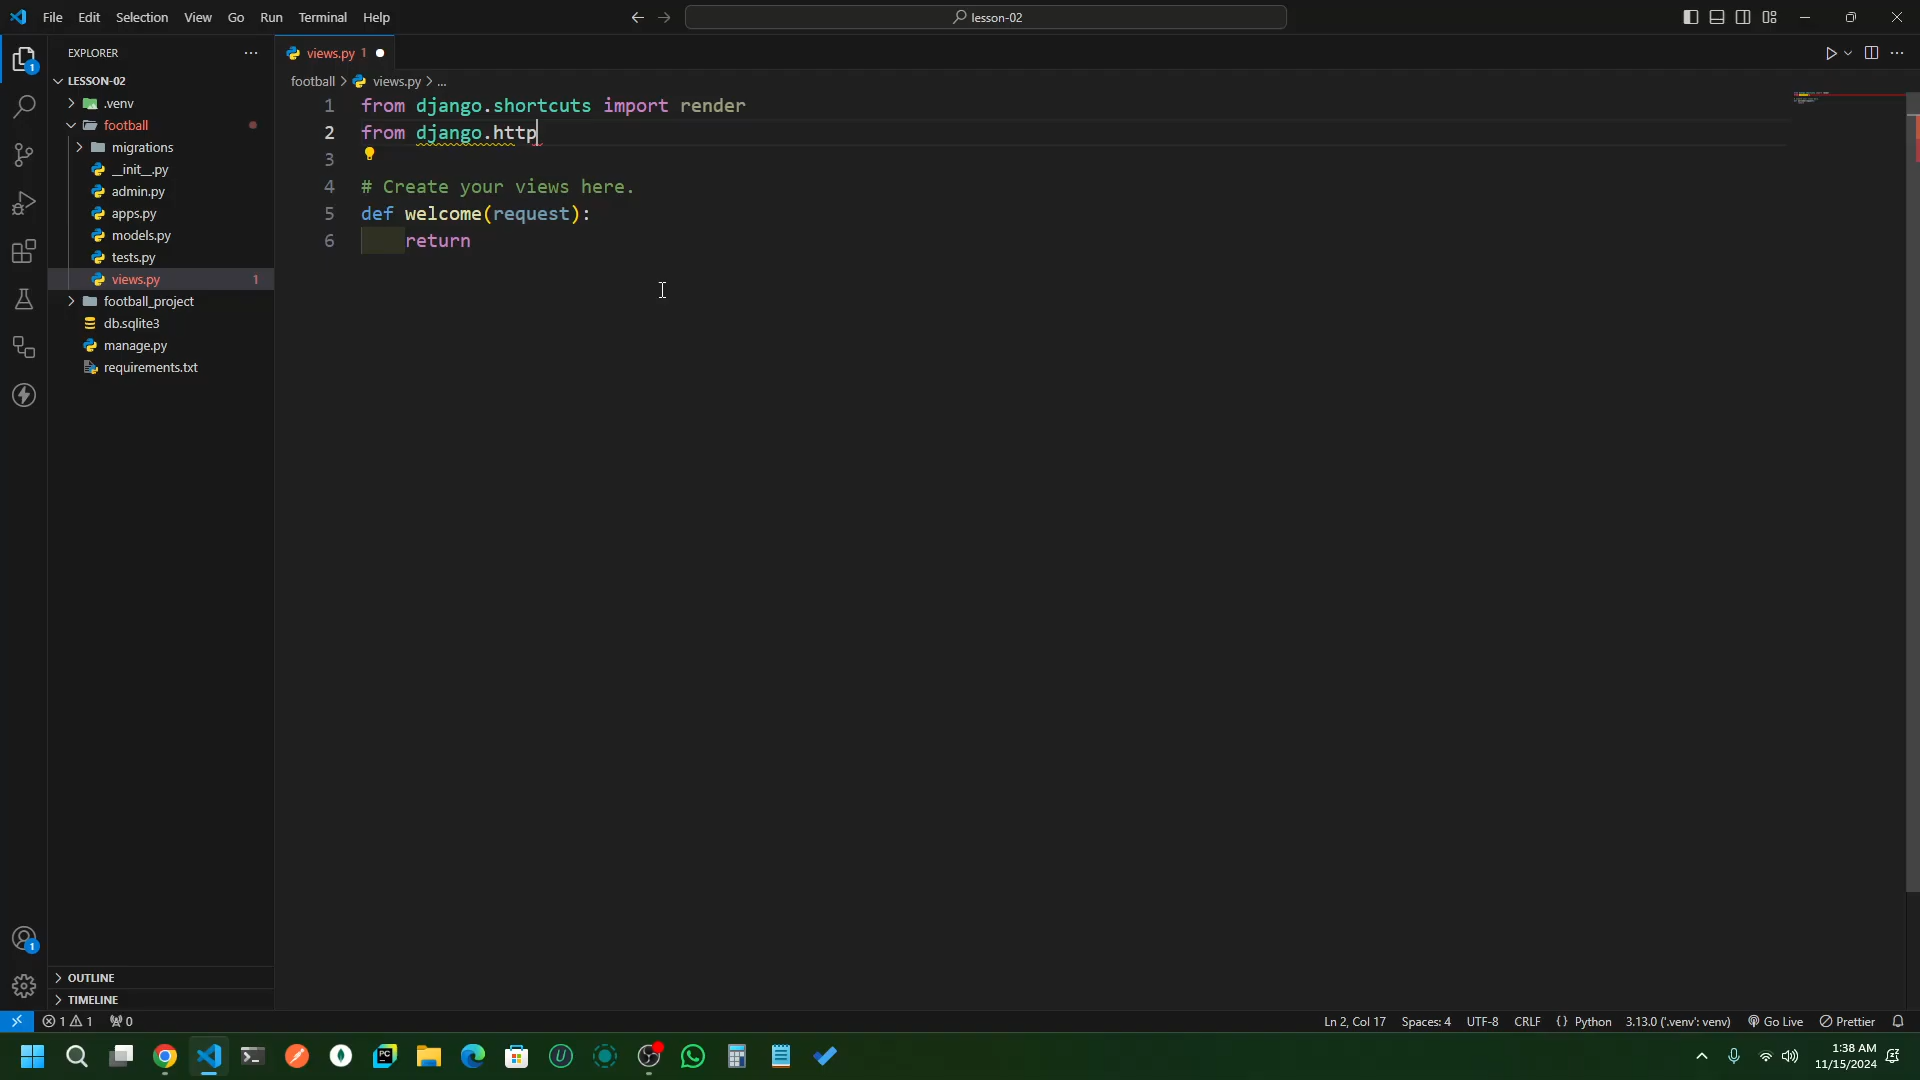 File Edit Selection View Go Run Terminal Help
lesson-02
EXPLORER
LESSON-02
.venv
football
migrations
__init__.py
admin.py
apps.py
models.py
tests.py
views.py 1
football_project
db.sqlite3
manage.py
requirements.txt
OUTLINE
TIMELINE
views.py 1
football > views.py > ...
1 from django.shortcuts import render
2 from django.http
3
4 # Create your views here.
5 def welcome(request):
6 return
1
1
1 1 0
Ln 2, Col 17 Spaces: 4 UTF-8 CRLF {} Python 3.13.0 ('.venv': venv) Go Live Prettier
1:38 AM
11/15/2024